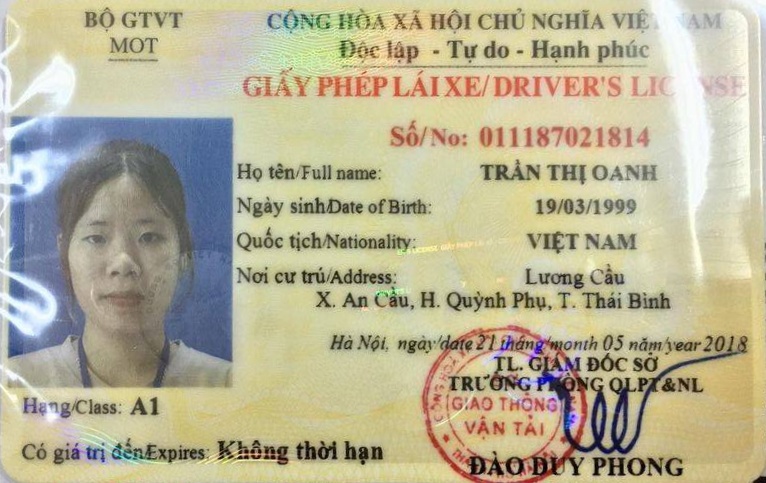 BỘ GTVT
MOT
CỘNG HÒA XÃ HỘI CHỦ NGHĨA VIỆT NAM
Độc lập - Tự do - Hạnh phúc
GIẤY PHÉP LÁI XE/DRIVER'S LICENSE
Số/No: 011187021814
Họ tên/Full name: TRẦN THỊ OANH
Ngày sinh/Date of Birth: 19/03/1999
Quốc tịch/Nationality: VIỆT NAM
Nơi cư trú/Address: Lương Cầu
X. An Cầu, H. Quỳnh Phụ, T. Thái Bình
Hà Nội, ngày/date 21 tháng/month 05 năm/year 2018
TL. GIÁM ĐỐC SỞ
TRƯỞNG PHÒNG QLPT&NL
GIAO THÔNG
VẬN TẢI
Hạng/Class: A1
Có giá trị đến/Expires: Không thời hạn
ĐÀO DUY PHONG